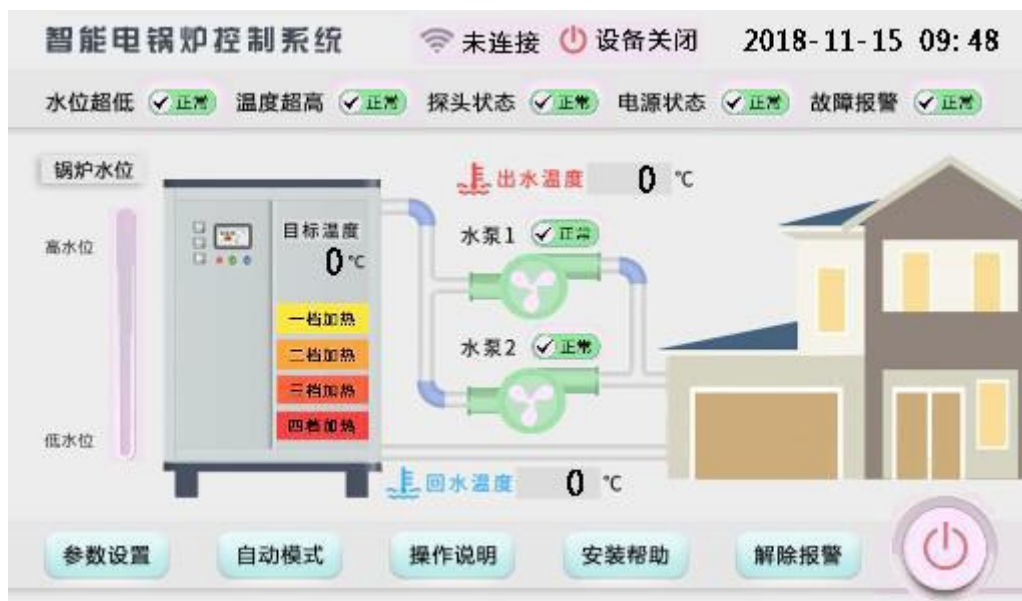 智能电锅炉控制系统 未连接 设备关闭 2018-11-15 09:48
水位超低 正常 温度超高 正常 探头状态 正常 电源状态 正常 故障报警 正常
锅炉水位
出水温度 0 ℃
高水位
目标温度
0 ℃
水泵1 正常
一档加热
二档加热
三档加热
四档加热
水泵2 正常
低水位
回水温度 0 ℃
参数设置 自动模式 操作说明 安装帮助 解除报警